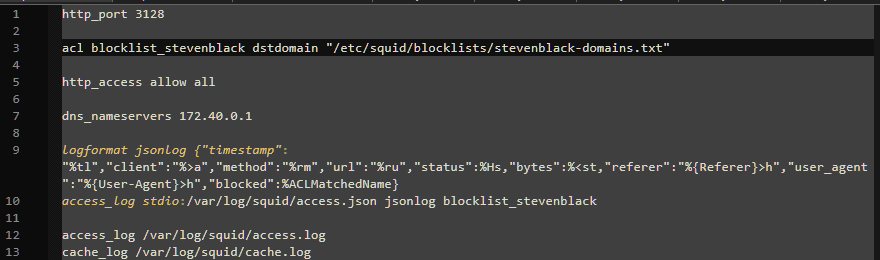 1 http_port 3128
2
3 acl blocklist_stevenblack dstdomain "/etc/squid/blocklists/stevenblack-domains.txt"
4
5 http_access allow all
6
7 dns_nameservers 172.40.0.1
8
9 logformat jsonlog {"timestamp":
"%tl","client":"%>a","method":"%rm","url":"%ru","status":%Hs,"bytes":%<st,"referer":"%{Referer}>h","user_agent
":"%{User-Agent}>h","blocked":%ACLMatchedName}
10 access_log stdio:/var/log/squid/access.json jsonlog blocklist_stevenblack
11
12 access_log /var/log/squid/access.log
13 cache_log /var/log/squid/cache.log